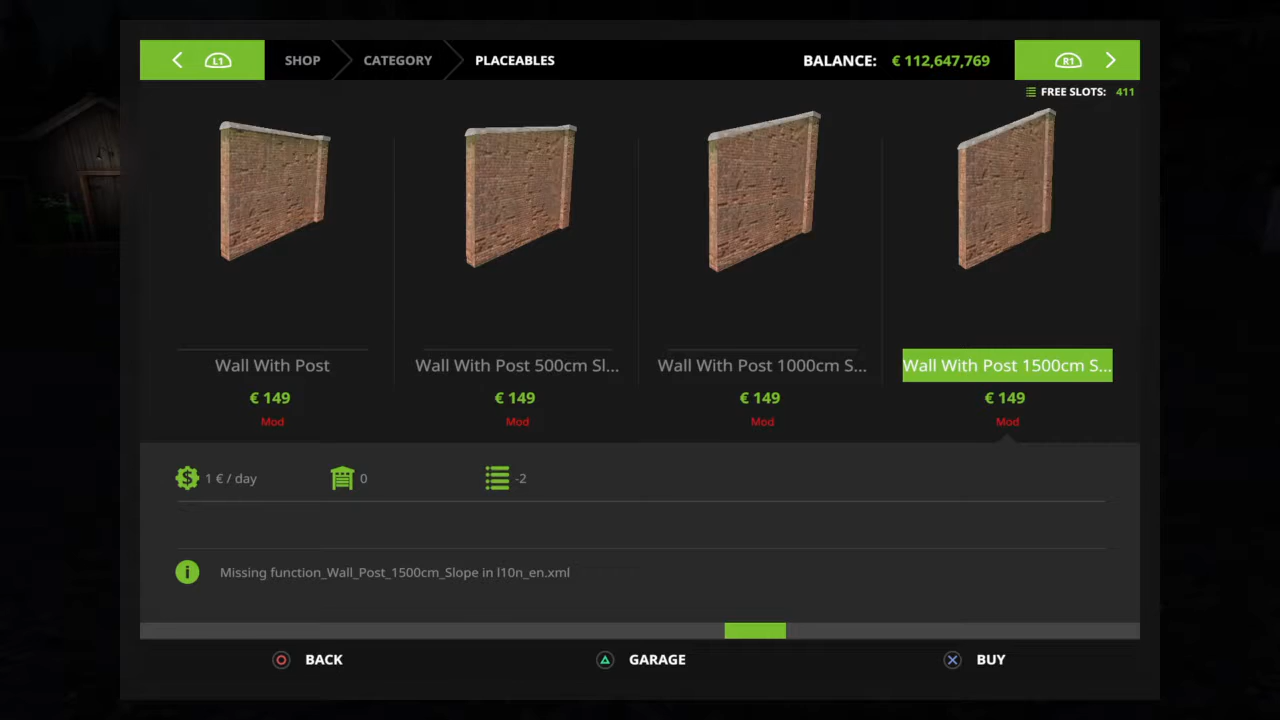 L1 SHOP CATEGORY PLACEABLES BALANCE: € 112,647,769 R1
FREE SLOTS: 411
Wall With Post Wall With Post 500cm Sl... Wall With Post 1000cm S... Wall With Post 1500cm S...
€ 149 € 149 € 149 € 149
Mod Mod Mod Mod
$ 1 € / day 0 -2
i Missing function_Wall_Post_1500cm_Slope in l10n_en.xml
BACK GARAGE BUY